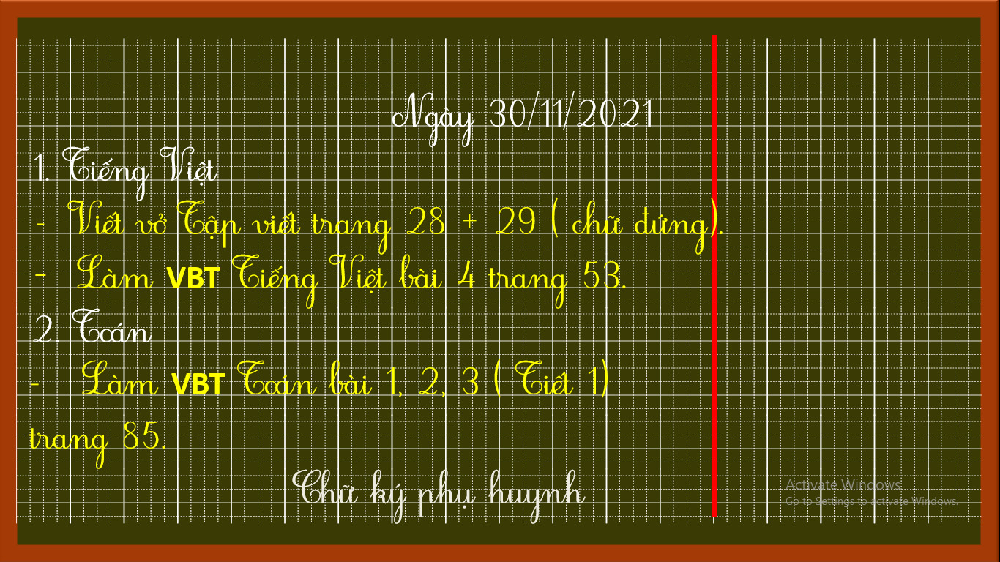 Ngày 30/11/2021
1. Tiếng Việt
- Viết vở Tập viết trang 28 + 29 ( chữ đứng).
- Làm VBT Tiếng Việt bài 4 trang 53.
2. Toán
- Làm VBT Toán bài 1, 2, 3 ( Tiết 1)
trang 85.
Chữ ký phụ huynh
Activate Windows
Go to Settings to activate Windows.